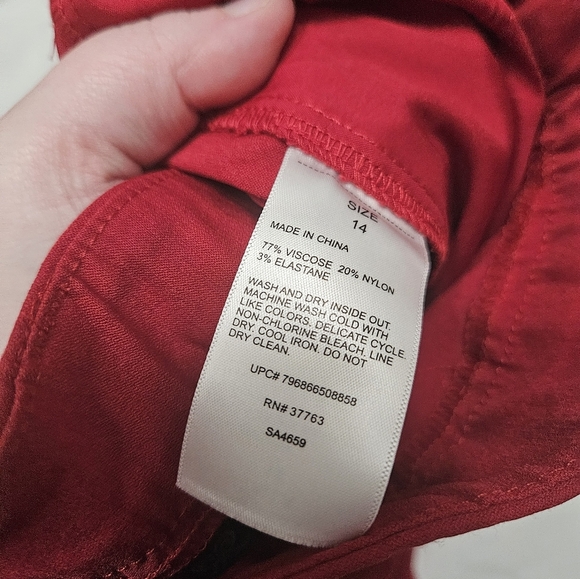 SIZE
14
MADE IN CHINA
77% VISCOSE 20% NYLON
3% ELASTANE
WASH AND DRY INSIDE OUT.
MACHINE WASH COLD WITH
LIKE COLORS. DELICATE CYCLE.
NON-CHLORINE BLEACH. LINE
DRY. COOL IRON. DO NOT
DRY CLEAN.
UPC# 796866508858
RN# 37763
SA4659